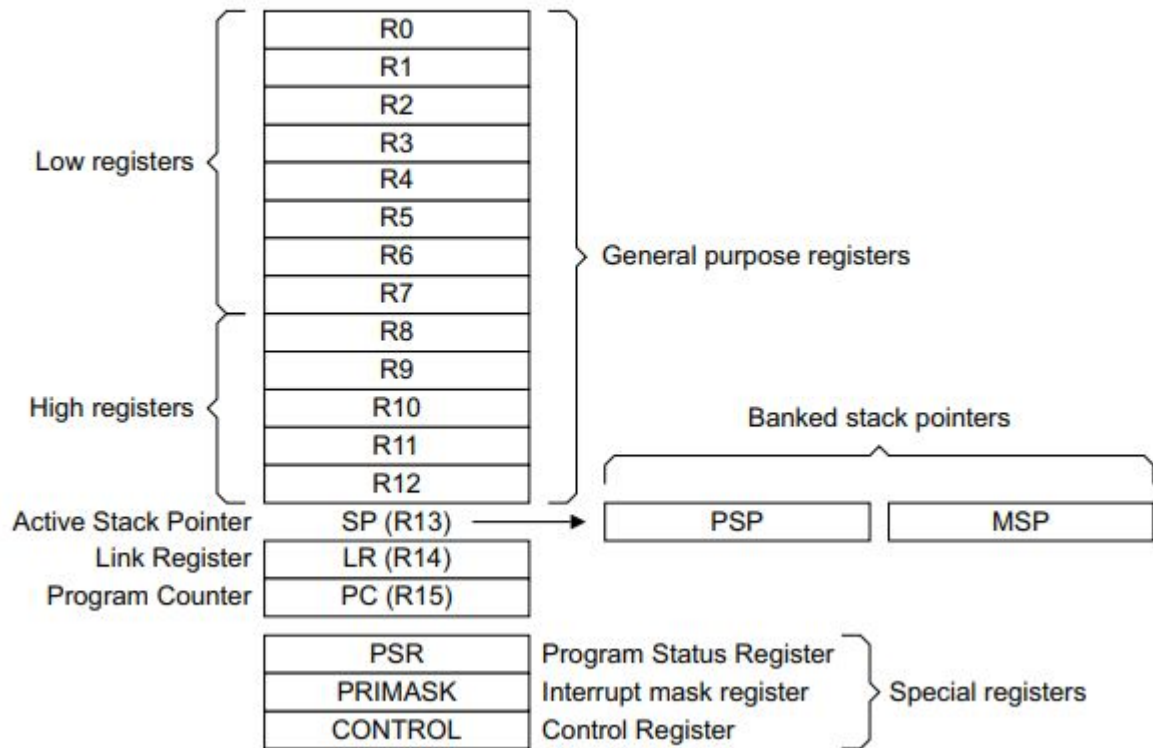 R0
R1
R2
R3
Low registers
R4
R5
R6
General purpose registers
R7
R8
R9
High registers
R10
Banked stack pointers
R11
R12
Active Stack Pointer SP (R13) PSP MSP
Link Register LR (R14)
Program Counter PC (R15)
PSR Program Status Register
PRIMASK Interrupt mask register Special registers
CONTROL Control Register